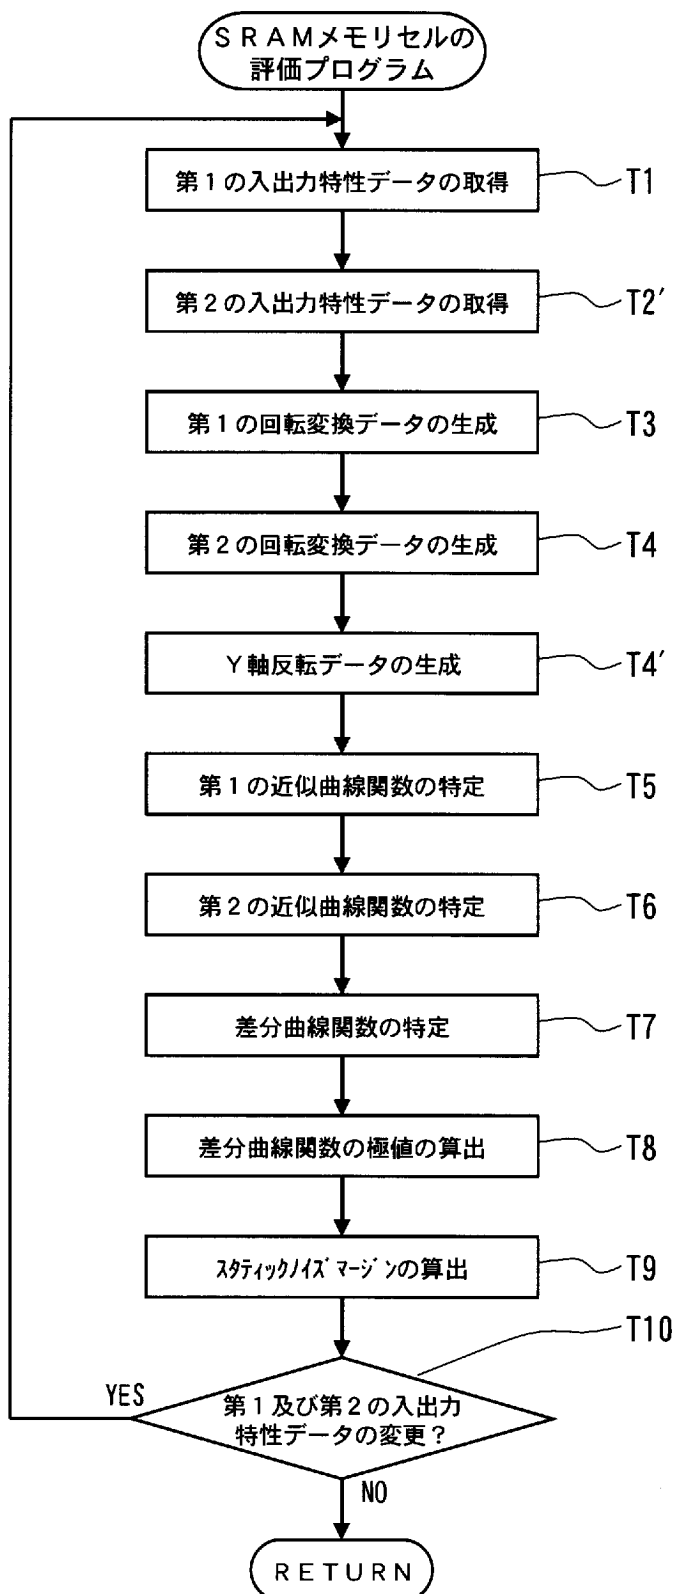 ＳＲＡＭメモリセルの
評価プログラム
第１の入出力特性データの取得
T1
第２の入出力特性データの取得
T2′
第１の回転変換データの生成
T3
第２の回転変換データの生成
T4
Ｙ軸反転データの生成
T4′
第１の近似曲線関数の特定
T5
第２の近似曲線関数の特定
T6
差分曲線関数の特定
T7
差分曲線関数の極値の算出
T8
ｽﾀﾃｨｯｸﾉｲｽﾞﾏｰｼﾞﾝの算出
T9
T10
YES
第１及び第２の入出力
特性データの変更？
NO
ＲＥＴＵＲＮ